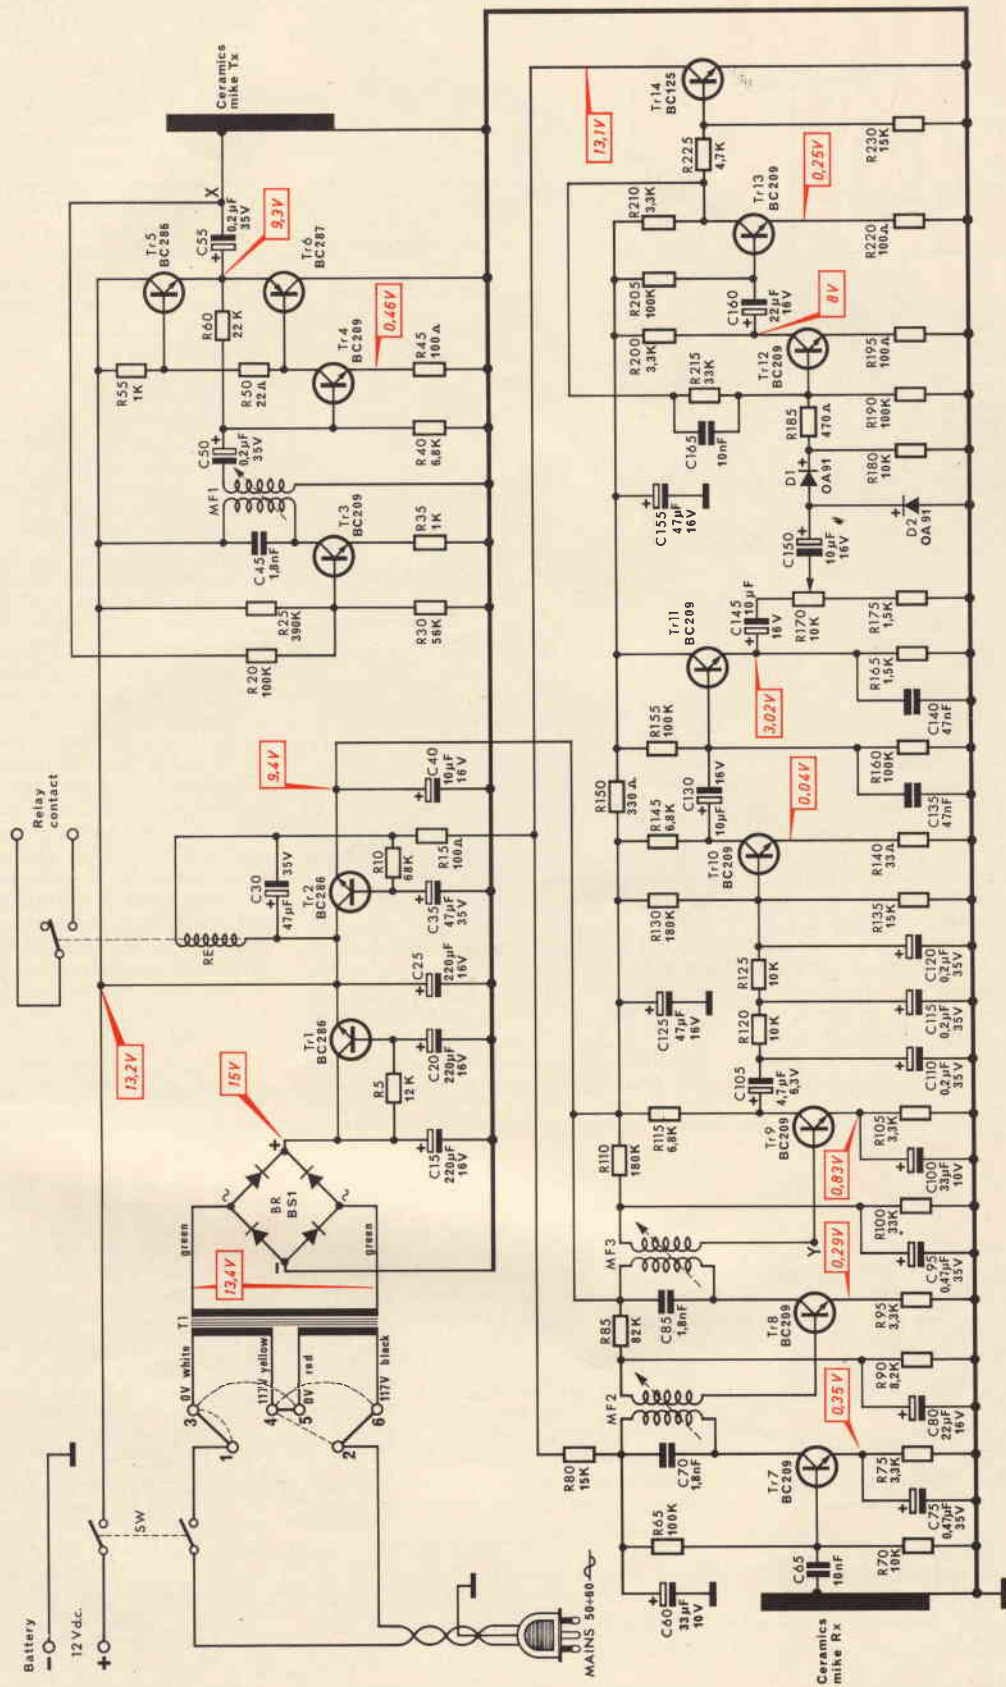 Battery
−
12 Vd.c.
+
SW
MAINS 50÷60
1
2
3
4
5
6
0V white
117V yellow
0V red
117V black
T1
green
green
13,4V
BR
BS1
~
~
+
−
15V
13,2V
C15
220µF
16V
R5
12K
C20
220µF
16V
Tr1
BC286
C25
220µF
16V
RE
Relay
contact
C30
47µF
35V
Tr2
BC286
C35
47µF
35V
R10
68K
R15
100Ω
9,4V
C40
10µF
16V
R20
100K
R25
390K
R30
56K
C45
1,8nF
Tr3
BC209
R35
1K
MF1
C50
0,2µF
35V
R40
6,8K
R55
1K
R50
22Ω
Tr4
BC209
0,46V
R45
100Ω
R60
22K
Tr5
BC286
Tr6
BC287
C55
0,2µF
35V
X
9,3V
Ceramics
mike Tx
Ceramics
mike Rx
C60
33µF
10V
C65
10nF
R65
100K
R70
10K
R80
15K
C70
1,8nF
Tr7
BC209
C75
0,47µF
35V
R75
3,3K
0,35V
MF2
C80
22µF
16V
R90
8,2K
R85
82K
C85
1,8nF
Tr8
BC209
R95
3,3K
0,29V
MF3
Y
C95
0,47µF
35V
R100
33K
R110
180K
C100
33µF
10V
R105
3,3K
0,83V
Tr9
BC209
R115
6,8K
C105
4,7µF
6,3V
C110
0,2µF
35V
R120
10K
C115
0,2µF
35V
R125
10K
C120
0,2µF
35V
C125
47µF
16V
R130
180K
R135
15K
Tr10
BC209
R140
33Ω
0,04V
R145
6,8K
R150
330Ω
C130
10µF
16V
R155
100K
C135
47nF
R160
100K
Tr11
BC209
3,02V
C140
47nF
R165
1,5K
C145
10µF
16V
R170
10K
R175
1,5K
C150
10µF
16V
D1
OA91
D2
OA91
R180
10K
R185
470Ω
R190
100K
C155
47µF
16V
C165
10nF
R215
33K
Tr12
BC209
R195
100Ω
R200
3,3K
8V
C160
22µF
16V
R205
100K
R210
3,3K
Tr13
BC209
0,25V
R220
100Ω
R225
4,7K
R230
15K
Tr14
BC125
13,1V